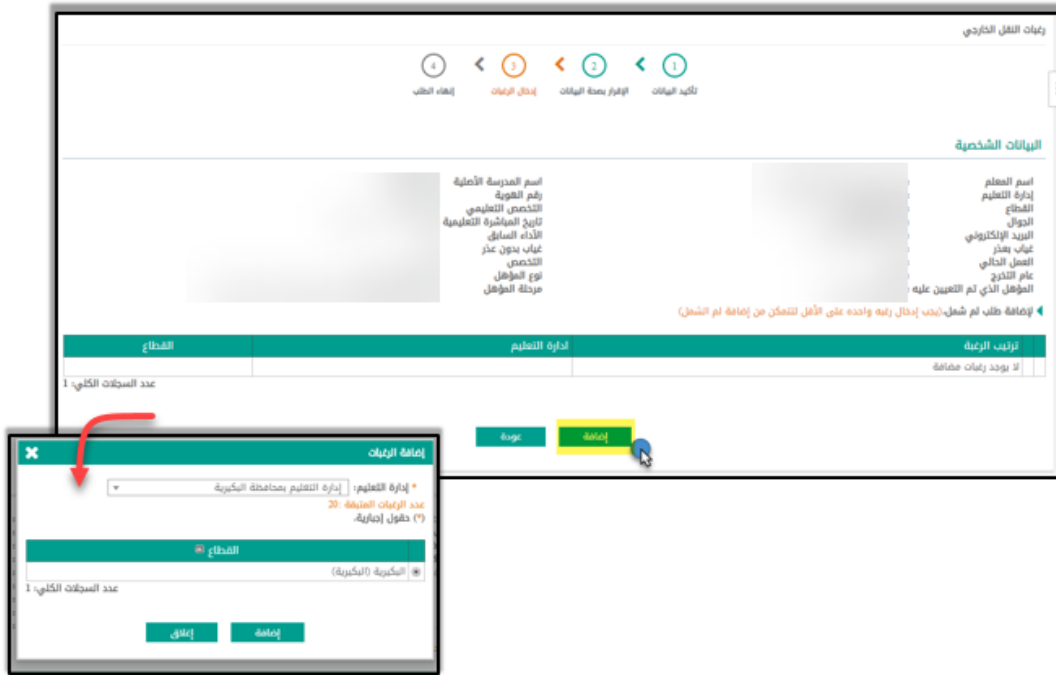 رغبات النقل الخارجي
1
2
3
4
تأكيد البيانات
الإقرار بصحة البيانات
إدخال الرغبات
إنهاء الطلب
البيانات الشخصية
اسم المعلم
إدارة التعليم
القطاع
الجوال
البريد الإلكتروني
غياب بعذر
العمل الحالي
عام التخرج
المؤهل الذي تم التعيين عليه
اسم المدرسة الأصلية
رقم الهوية
التخصص التعليمي
تاريخ المباشرة التعليمية
الأداء السابق
غياب بدون عذر
التخصص
نوع المؤهل
مرحلة المؤهل
لإضافة طلب لم شمل.(يجب إدخال رغبه واحده على الأقل لتتمكن من إضافة لم الشمل)
ترتيب الرغبة ادارة التعليم القطاع
لا يوجد رغبات مضافة
عدد السجلات الكلي: 1
إضافة عودة
إضافة الرغبات
* إدارة التعليم: إدارة التعليم بمحافظة البكيرية
عدد الرغبات المتبقة :20
(*) حقول إجبارية.
القطاع
البكيرية (البكيرية)
عدد السجلات الكلي: 1
إضافة إغلاق